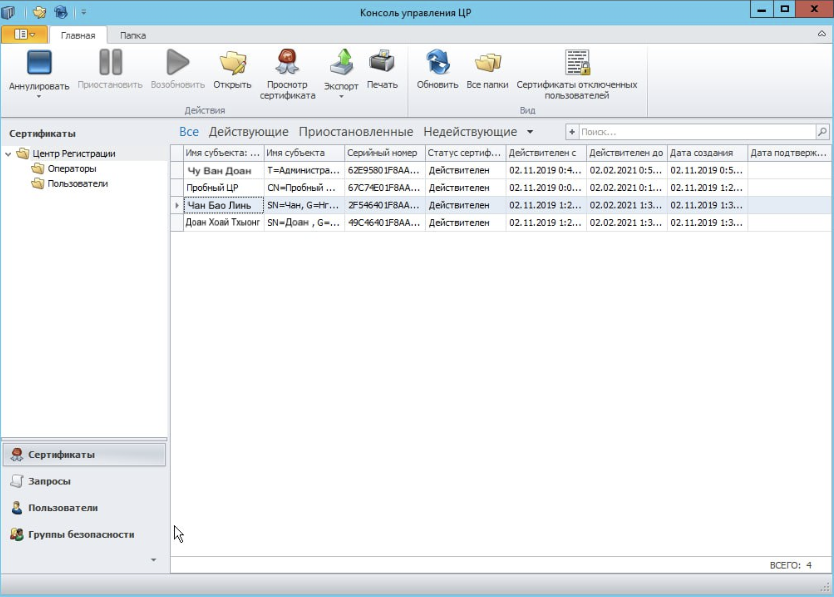 Консоль управления ЦР
Главная Папка
Аннулировать Приостановить Возобновить Открыть Просмотр сертификата Экспорт Печать Обновить Все папки Сертификаты отключенных пользователей
Действия Вид
Сертификаты
Все Действующие Приостановленные Недействующие Поиск...
Центр Регистрации
Операторы
Пользователи
Имя субъекта: ... Имя субъекта Серийный номер Статус сертиф... Действителен с Действителен до Дата создания Дата подтверж...
Чу Ван Доан T=Администра... 62E95801F8AA... Действителен 02.11.2019 0:4... 02.02.2021 0:5... 02.11.2019 0:5...
Пробный ЦР CN=Пробный ... 67C74E01F8AA... Действителен 02.11.2019 0:0... 02.02.2021 0:1... 02.11.2019 1:2...
Чан Бао Линь SN=Чан, G=Нг... 2F546401F8AA... Действителен 02.11.2019 1:2... 02.02.2021 1:3... 02.11.2019 1:3...
Доан Хоай Тхыонг SN=Доан , G=... 49C46401F8AA... Действителен 02.11.2019 1:2... 02.02.2021 1:3... 02.11.2019 1:3...
Сертификаты
Запросы
Пользователи
Группы безопасности
ВСЕГО: 4